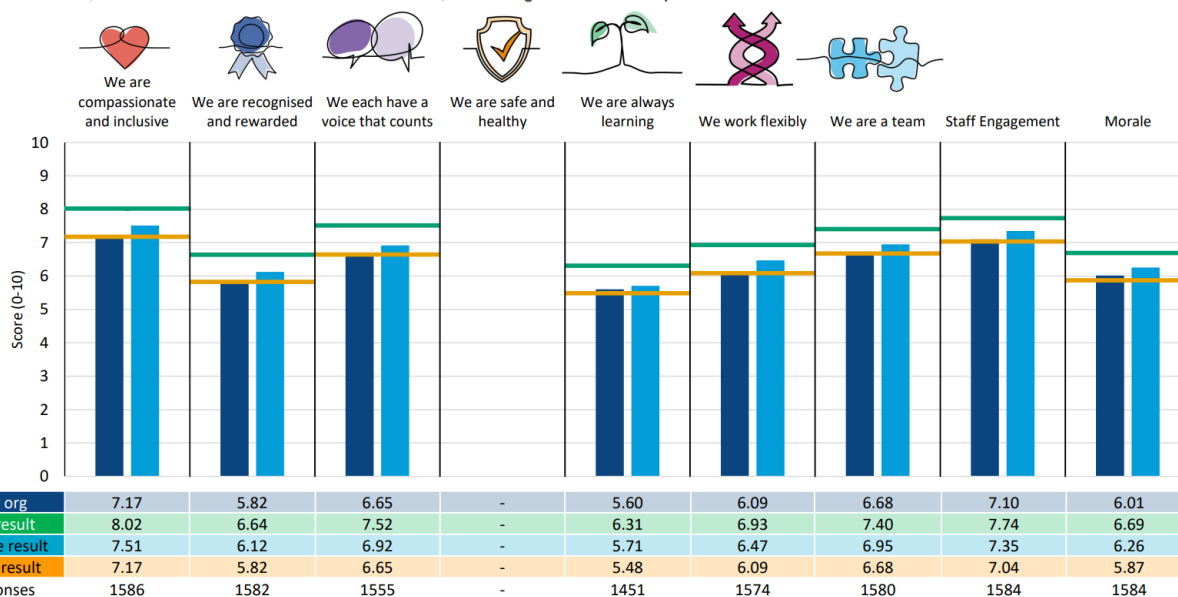 We are
compassionate
and inclusive
We are recognised
and rewarded
We each have a
voice that counts
We are safe and
healthy
We are always
learning
We work flexibly
We are a team
Staff Engagement
Morale
Score (0-10)
10
9
8
7
6
5
4
3
2
1
0
org 7.17 5.82 6.65 - 5.60 6.09 6.68 7.10 6.01
result 8.02 6.64 7.52 - 6.31 6.93 7.40 7.74 6.69
e result 7.51 6.12 6.92 - 5.71 6.47 6.95 7.35 6.26
result 7.17 5.82 6.65 - 5.48 6.09 6.68 7.04 5.87
onses 1586 1582 1555 - 1451 1574 1580 1584 1584